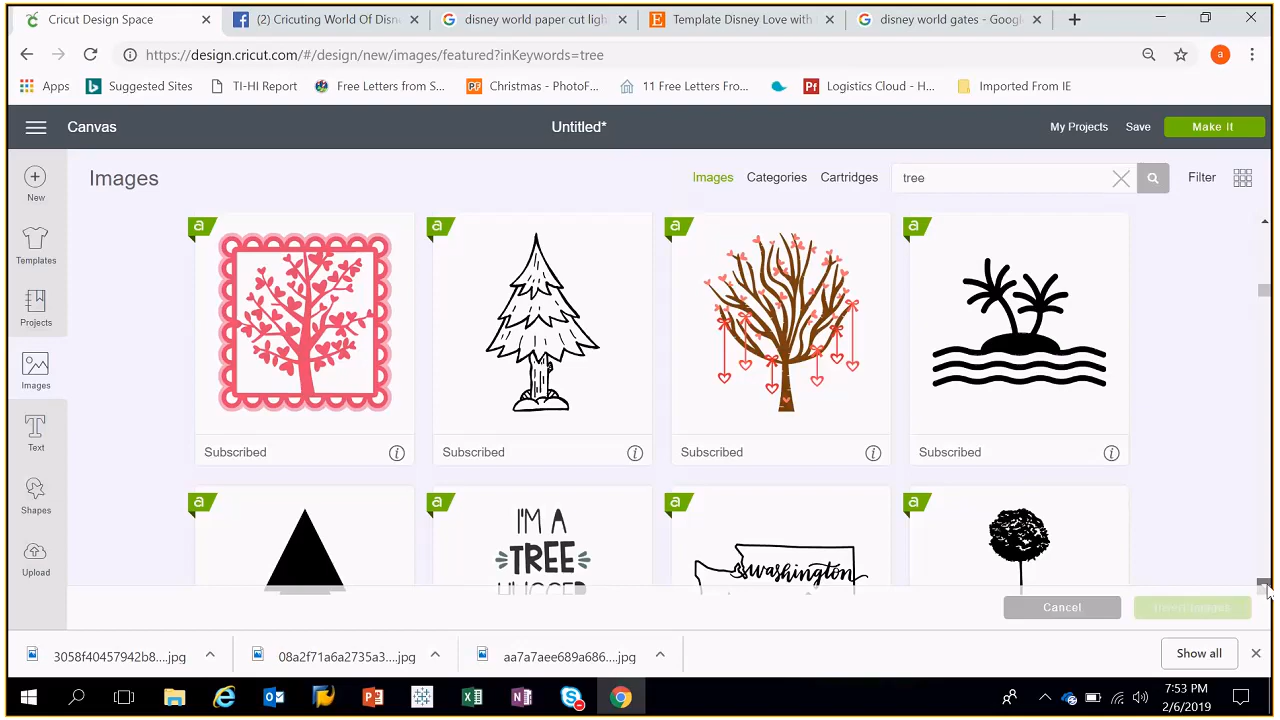 Cricut Design Space
(2) Cricuting World Of Disn
disney world paper cut ligh
Template Disney Love with
disney world gates - Google
https://design.cricut.com/#/design/new/images/featured?inKeywords=tree
a
Apps
Suggested Sites
TI-HI Report
Free Letters from S...
Christmas - PhotoF...
11 Free Letters Fro...
Logistics Cloud - H...
Imported From IE
Canvas
Untitled*
My Projects
Save
Make It
New
Templates
Projects
Images
Text
Shapes
Upload
Images
Images
Categories
Cartridges
tree
Filter
a
a
a
a
Subscribed
Subscribed
Subscribed
Subscribed
a
a
a
a
I'M A
TREE
HUGGER
washington
Cancel
Insert Images
3058f40457942b8....jpg
08a2f71a6a2735a3....jpg
aa7a7aee689a686....jpg
Show all
7:53 PM
2/6/2019